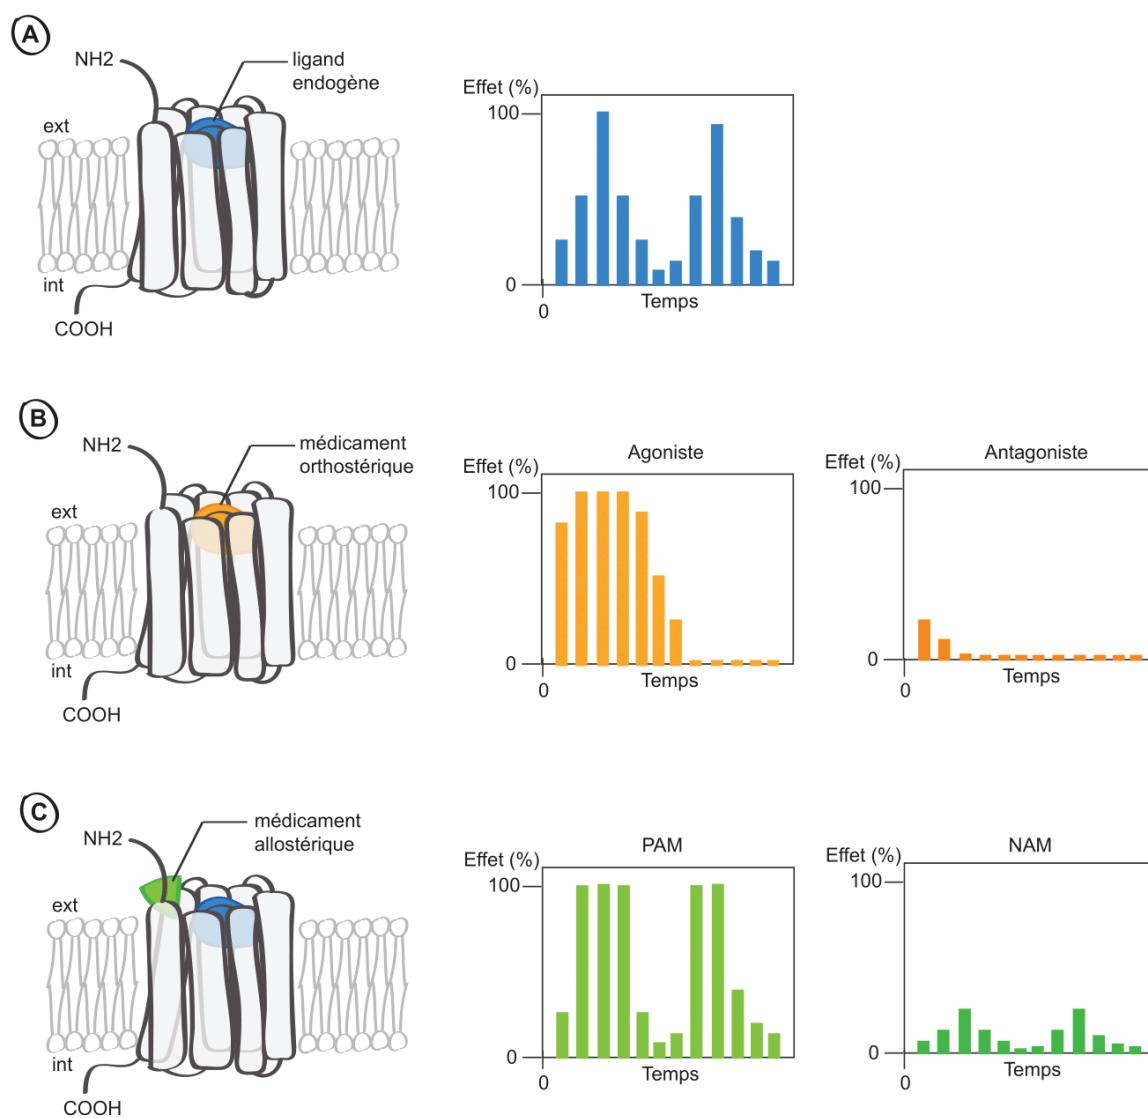 A
NH2
ligand
endogène
ext
int
COOH
Effet (%)
100
0
0
Temps
B
NH2
médicament
orthostérique
ext
int
COOH
Agoniste
Effet (%)
100
0
0
Temps
Antagoniste
Effet (%)
100
0
0
Temps
C
NH2
médicament
allostérique
ext
int
COOH
PAM
Effet (%)
100
0
0
Temps
NAM
Effet (%)
100
0
0
Temps